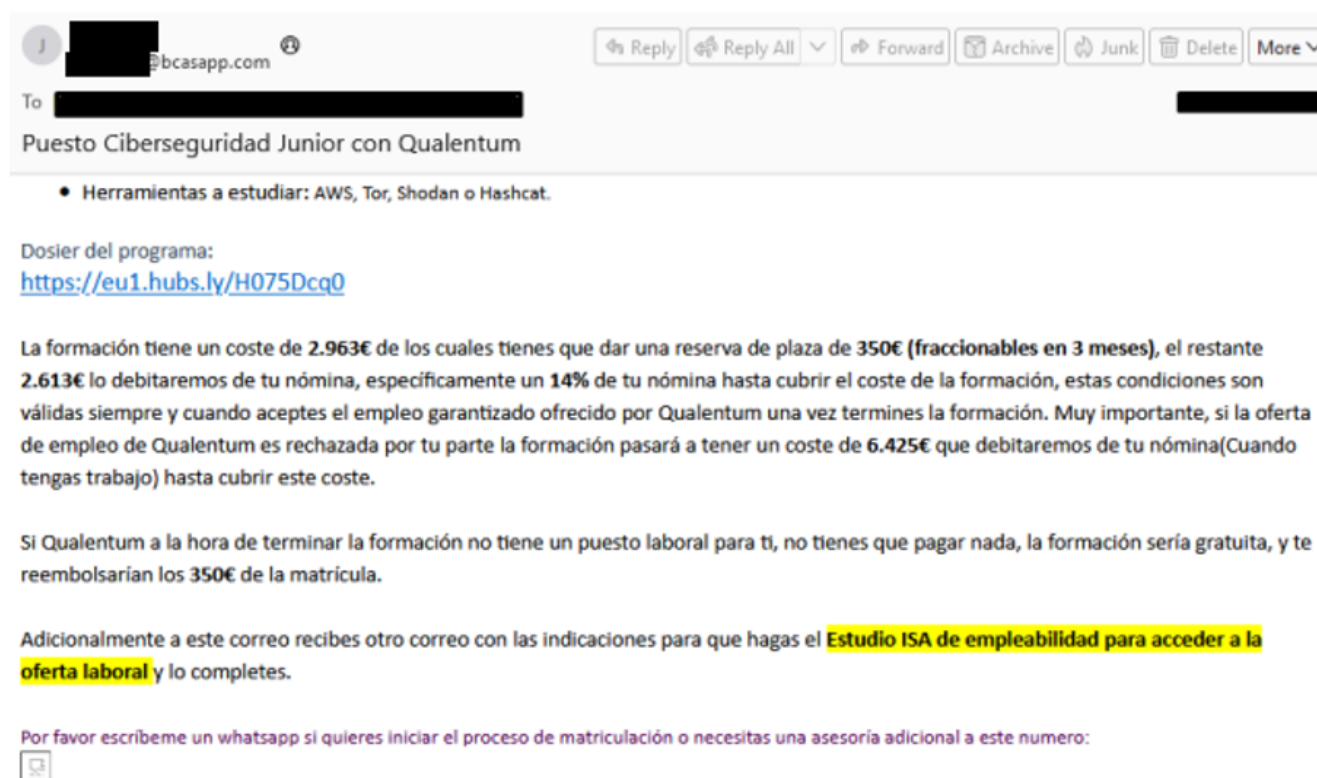 J
@bcasapp.com
Reply
Reply All
Forward
Archive
Junk
Delete
More
To
Puesto Ciberseguridad Junior con Qualentum
• Herramientas a estudiar: AWS, Tor, Shodan o Hashcat.
Dosier del programa:
https://eu1.hubs.ly/H075Dcq0
La formación tiene un coste de 2.963€ de los cuales tienes que dar una reserva de plaza de 350€ (fraccionables en 3 meses), el restante
2.613€ lo debitaremos de tu nómina, específicamente un 14% de tu nómina hasta cubrir el coste de la formación, estas condiciones son
válidas siempre y cuando aceptes el empleo garantizado ofrecido por Qualentum una vez termines la formación. Muy importante, si la oferta
de empleo de Qualentum es rechazada por tu parte la formación pasará a tener un coste de 6.425€ que debitaremos de tu nómina(Cuando
tengas trabajo) hasta cubrir este coste.
Si Qualentum a la hora de terminar la formación no tiene un puesto laboral para ti, no tienes que pagar nada, la formación sería gratuita, y te
reembolsarían los 350€ de la matrícula.
Adicionalmente a este correo recibes otro correo con las indicaciones para que hagas el Estudio ISA de empleabilidad para acceder a la
oferta laboral y lo completes.
Por favor escríbeme un whatsapp si quieres iniciar el proceso de matriculación o necesitas una asesoría adicional a este numero: